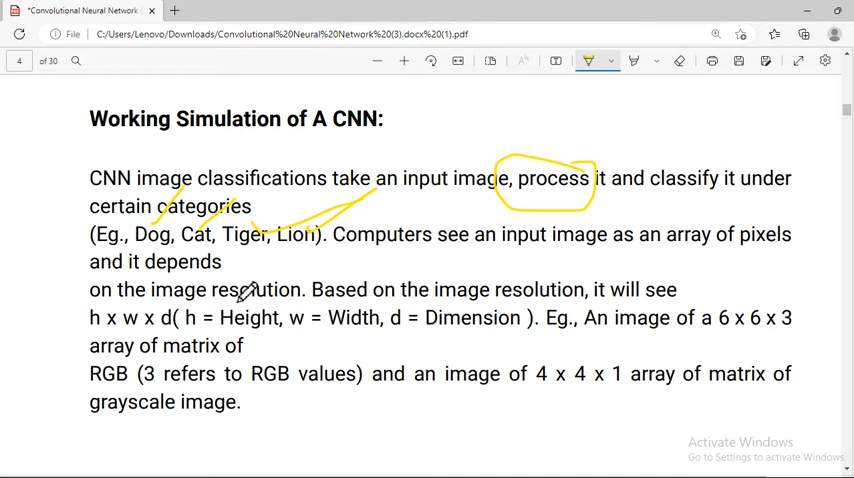 *Convolutional Neural Network (
File
C:/Users/Lenovo/Downloads/Convolutional%20Neural%20Network%20(3).docx%20(1).pdf
4 of 30
Working Simulation of A CNN:
CNN image classifications take an input image, process it and classify it under
certain categories
(Eg., Dog, Cat, Tiger, Lion). Computers see an input image as an array of pixels
and it depends
on the image resolution. Based on the image resolution, it will see
h x w x d( h = Height, w = Width, d = Dimension ). Eg., An image of a 6 x 6 x 3
array of matrix of
RGB (3 refers to RGB values) and an image of 4 x 4 x 1 array of matrix of
grayscale image.
Activate Windows
Go to Settings to activate Windows.